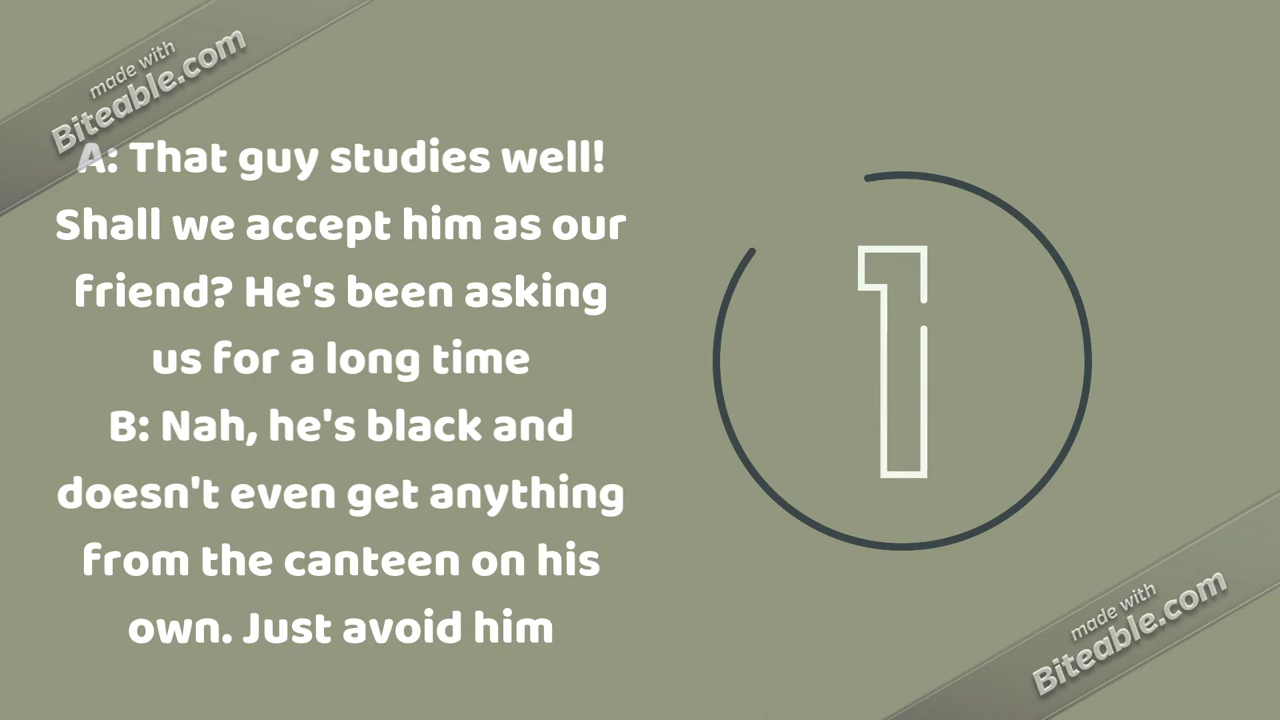 made with
Biteable.com
A: That guy studies well!
Shall we accept him as our
friend? He's been asking
us for a long time
B: Nah, he's black and
doesn't even get anything
from the canteen on his
own. Just avoid him
1
made with
Biteable.com